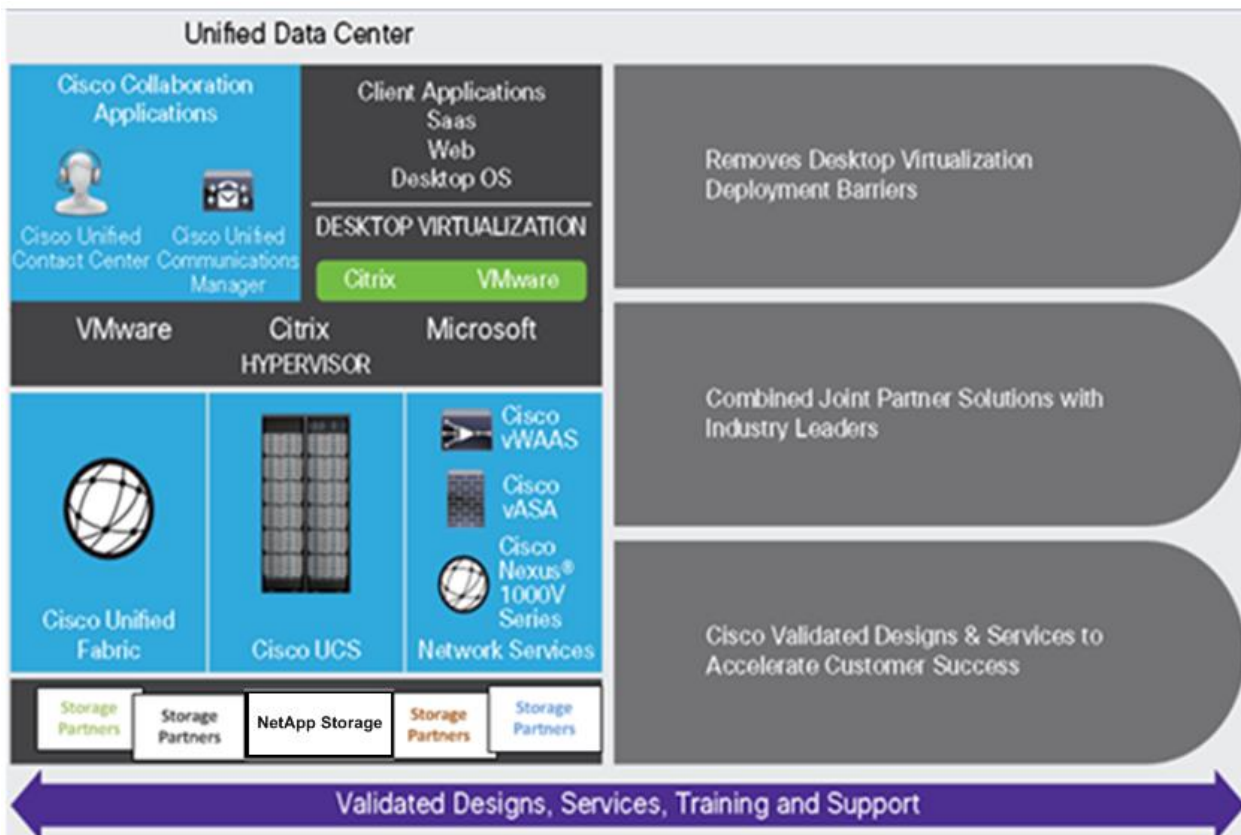 Unified Data Center
Cisco Collaboration
Applications
Cisco Unified
Contact Center
Cisco Unified
Communications
Manager
Client Applications
Saas
Web
Desktop OS
DESKTOP VIRTUALIZATION
Citrix VMware
VMware Citrix Microsoft
HYPERVISOR
Cisco Unified
Fabric
Cisco UCS
Cisco
vWAAS
Cisco
vASA
Cisco
Nexus®
1000V
Series
Network Services
Storage
Partners
Storage
Partners
NetApp Storage
Storage
Partners
Storage
Partners
Removes Desktop Virtualization
Deployment Barriers
Combined Joint Partner Solutions with
Industry Leaders
Cisco Validated Designs & Services to
Accelerate Customer Success
Validated Designs, Services, Training and Support